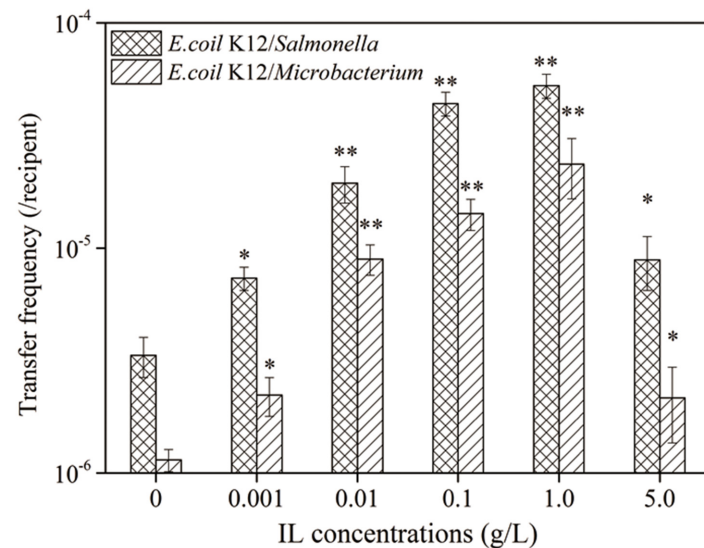 10⁻⁴
E.coil K12/Salmonella
E.coil K12/Microbacterium
** ** ** **
** ** * *
* *
10⁻⁵
10⁻⁶
Transfer frequency (/recipent)
0 0.001 0.01 0.1 1.0 5.0
IL concentrations (g/L)